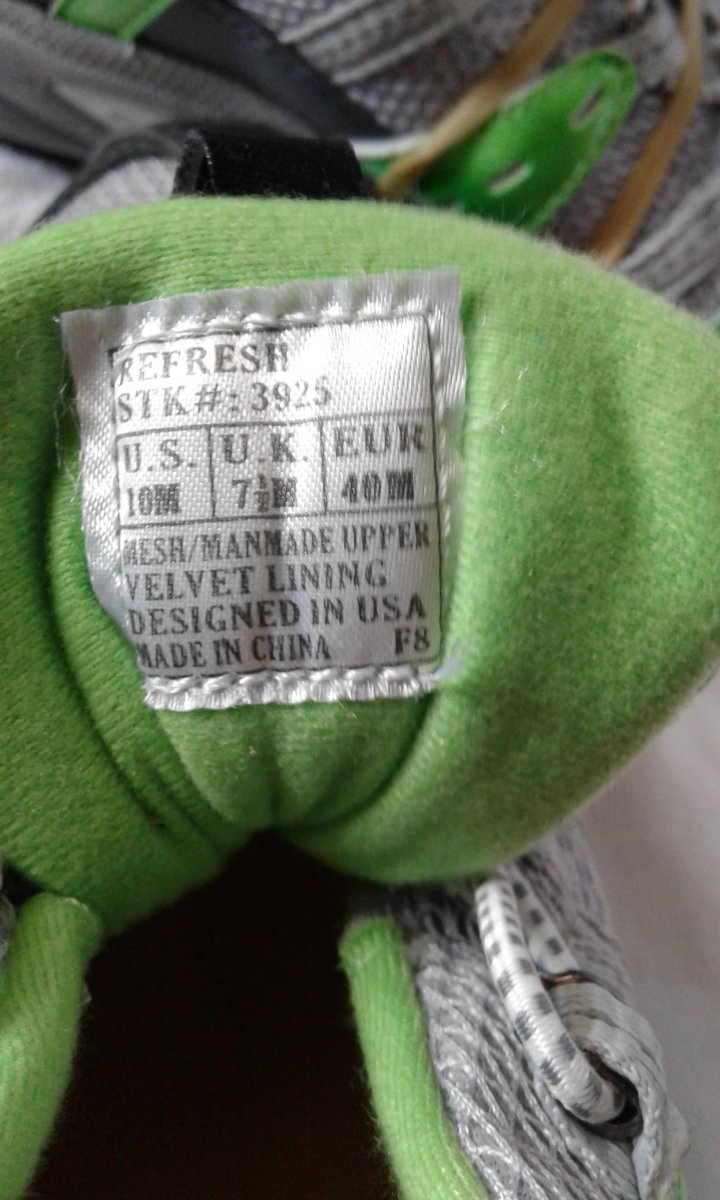 REFRESH
STK#: 3925
U.S. U.K. EUR
10M 7½M 40M
MESH/MANMADE UPPER
VELVET LINING
DESIGNED IN USA
MADE IN CHINA F8